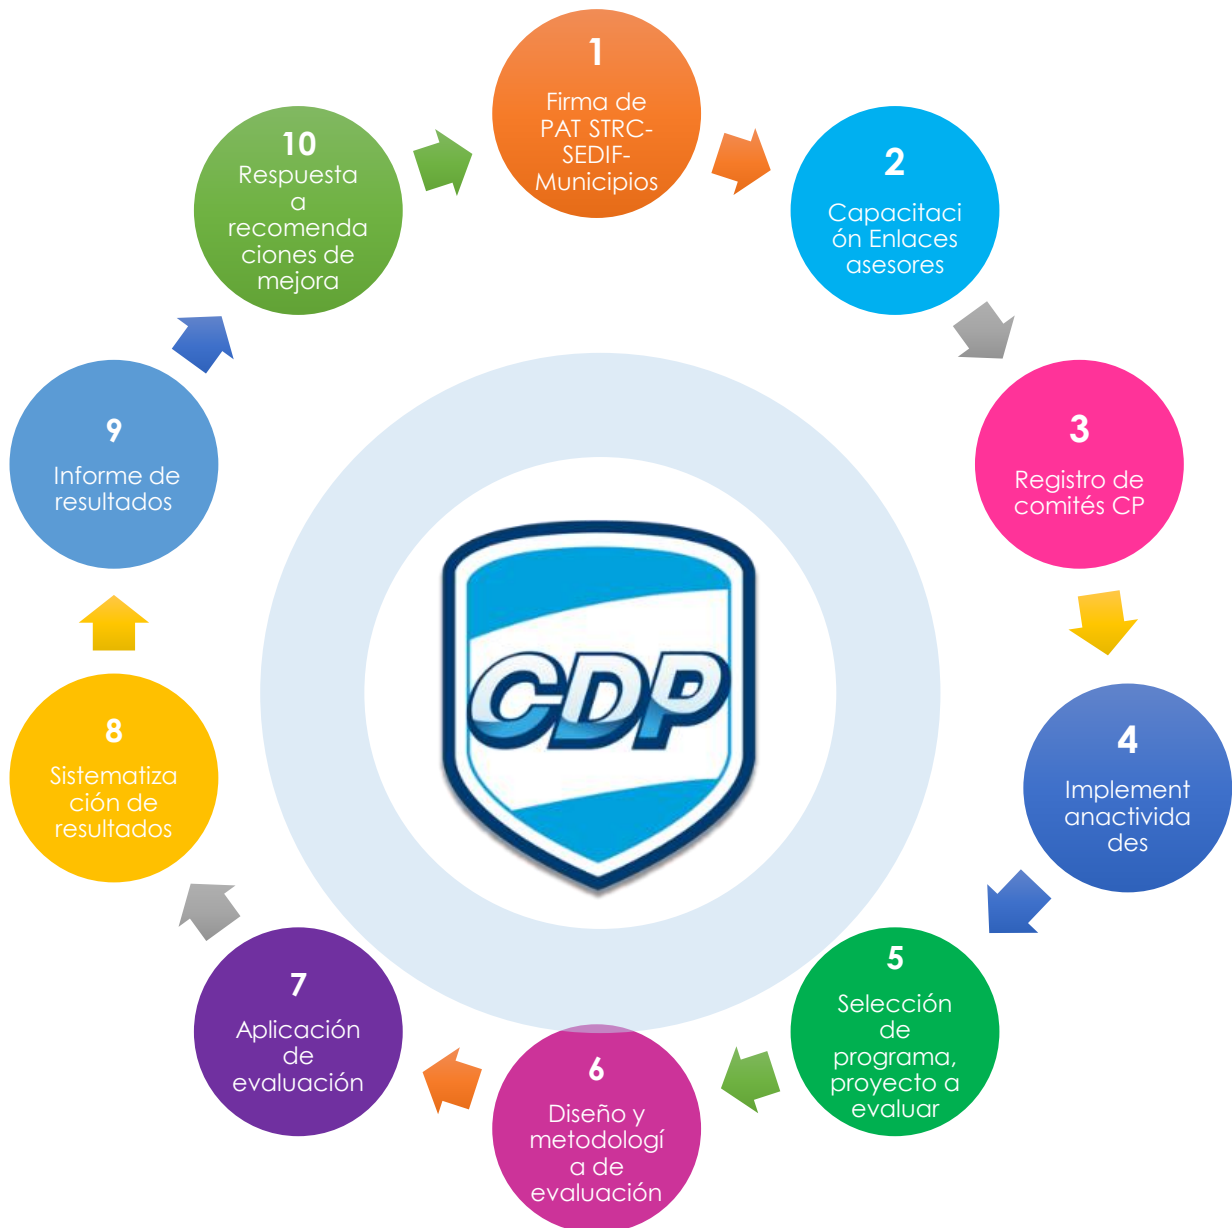 1
Firma de
PAT STRC-
SEDIF-
Municipios
2
Capacitaci
ón Enlaces
asesores
3
Registro de
comités CP
4
Implement
anactivida
des
5
Selección
de
programa,
proyecto a
evaluar
6
Diseño y
metodologí
a de
evaluación
7
Aplicación
de
evaluación
8
Sistematiza
ción de
resultados
9
Informe de
resultados
10
Respuesta
a
recomenda
ciones de
mejora
CDP